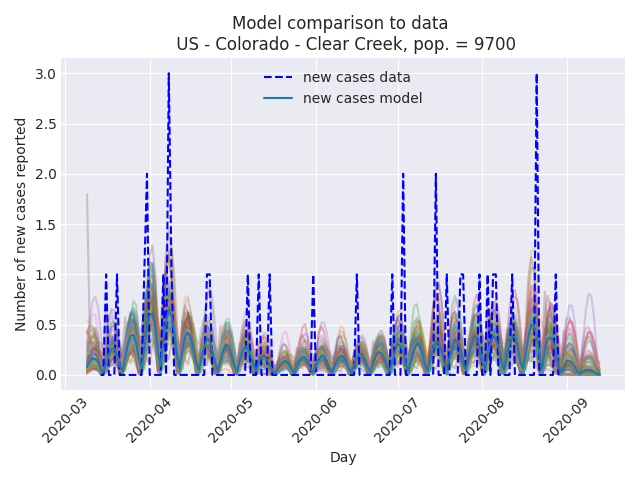 Model comparison to data
US - Colorado - Clear Creek, pop. = 9700
new cases data
new cases model
Number of new cases reported
3.0
2.5
2.0
1.5
1.0
0.5
0.0
2020-03
2020-04
2020-05
2020-06
2020-07
2020-08
2020-09
Day